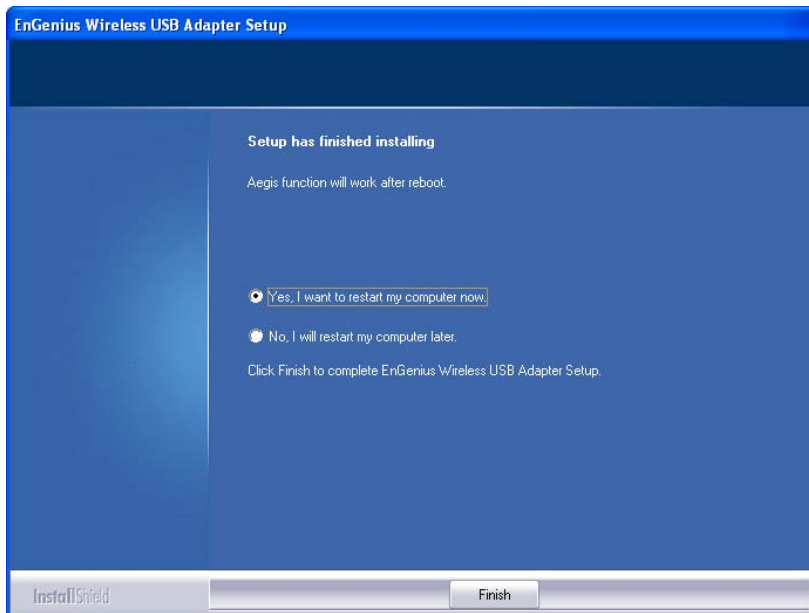 EnGenius Wireless USB Adapter Setup
Setup has finished installing
Aegis function will work after reboot.
Yes, I want to restart my computer now.
No, I will restart my computer later.
Click Finish to complete EnGenius Wireless USB Adapter Setup.
InstallShield
Finish